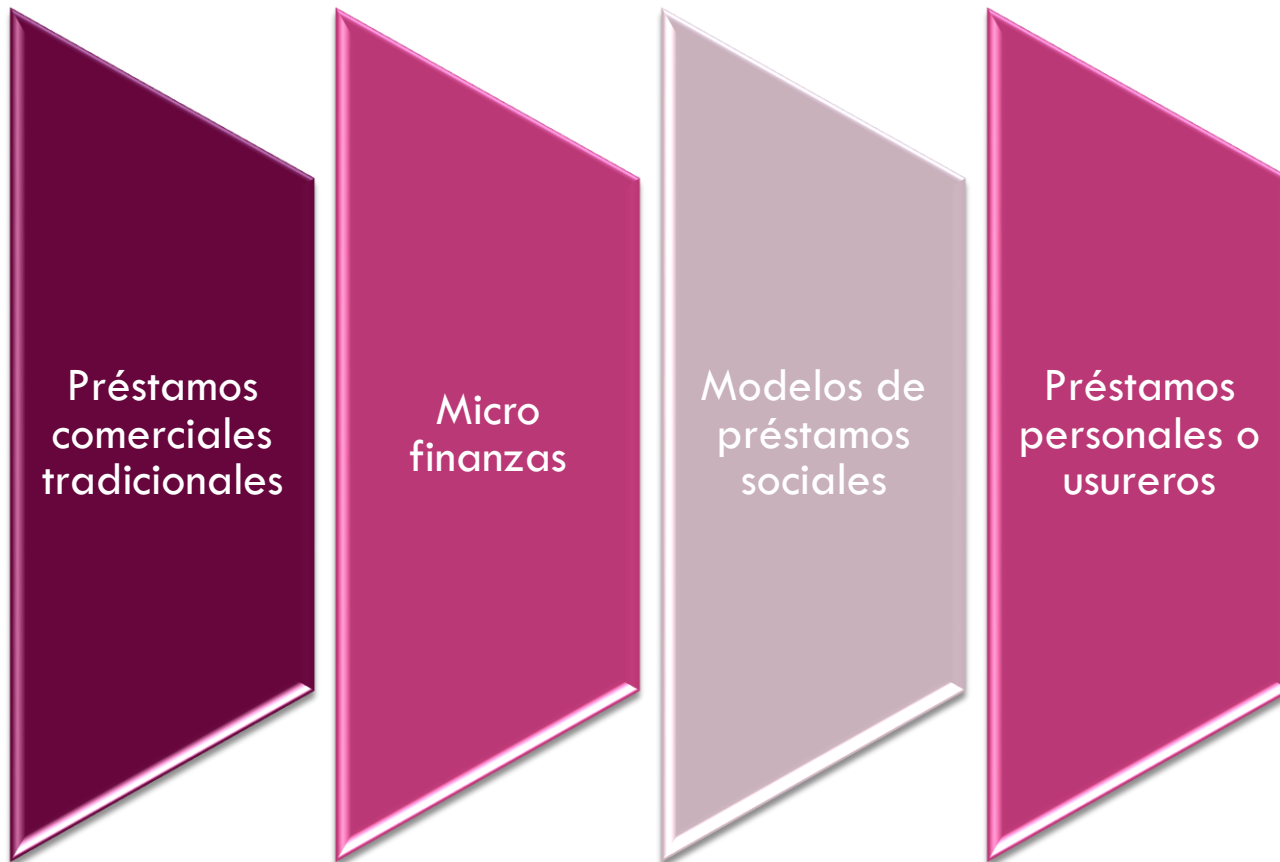 Préstamos
comerciales
tradicionales
Micro
finanzas
Modelos de
préstamos
sociales
Préstamos
personales o
usureros